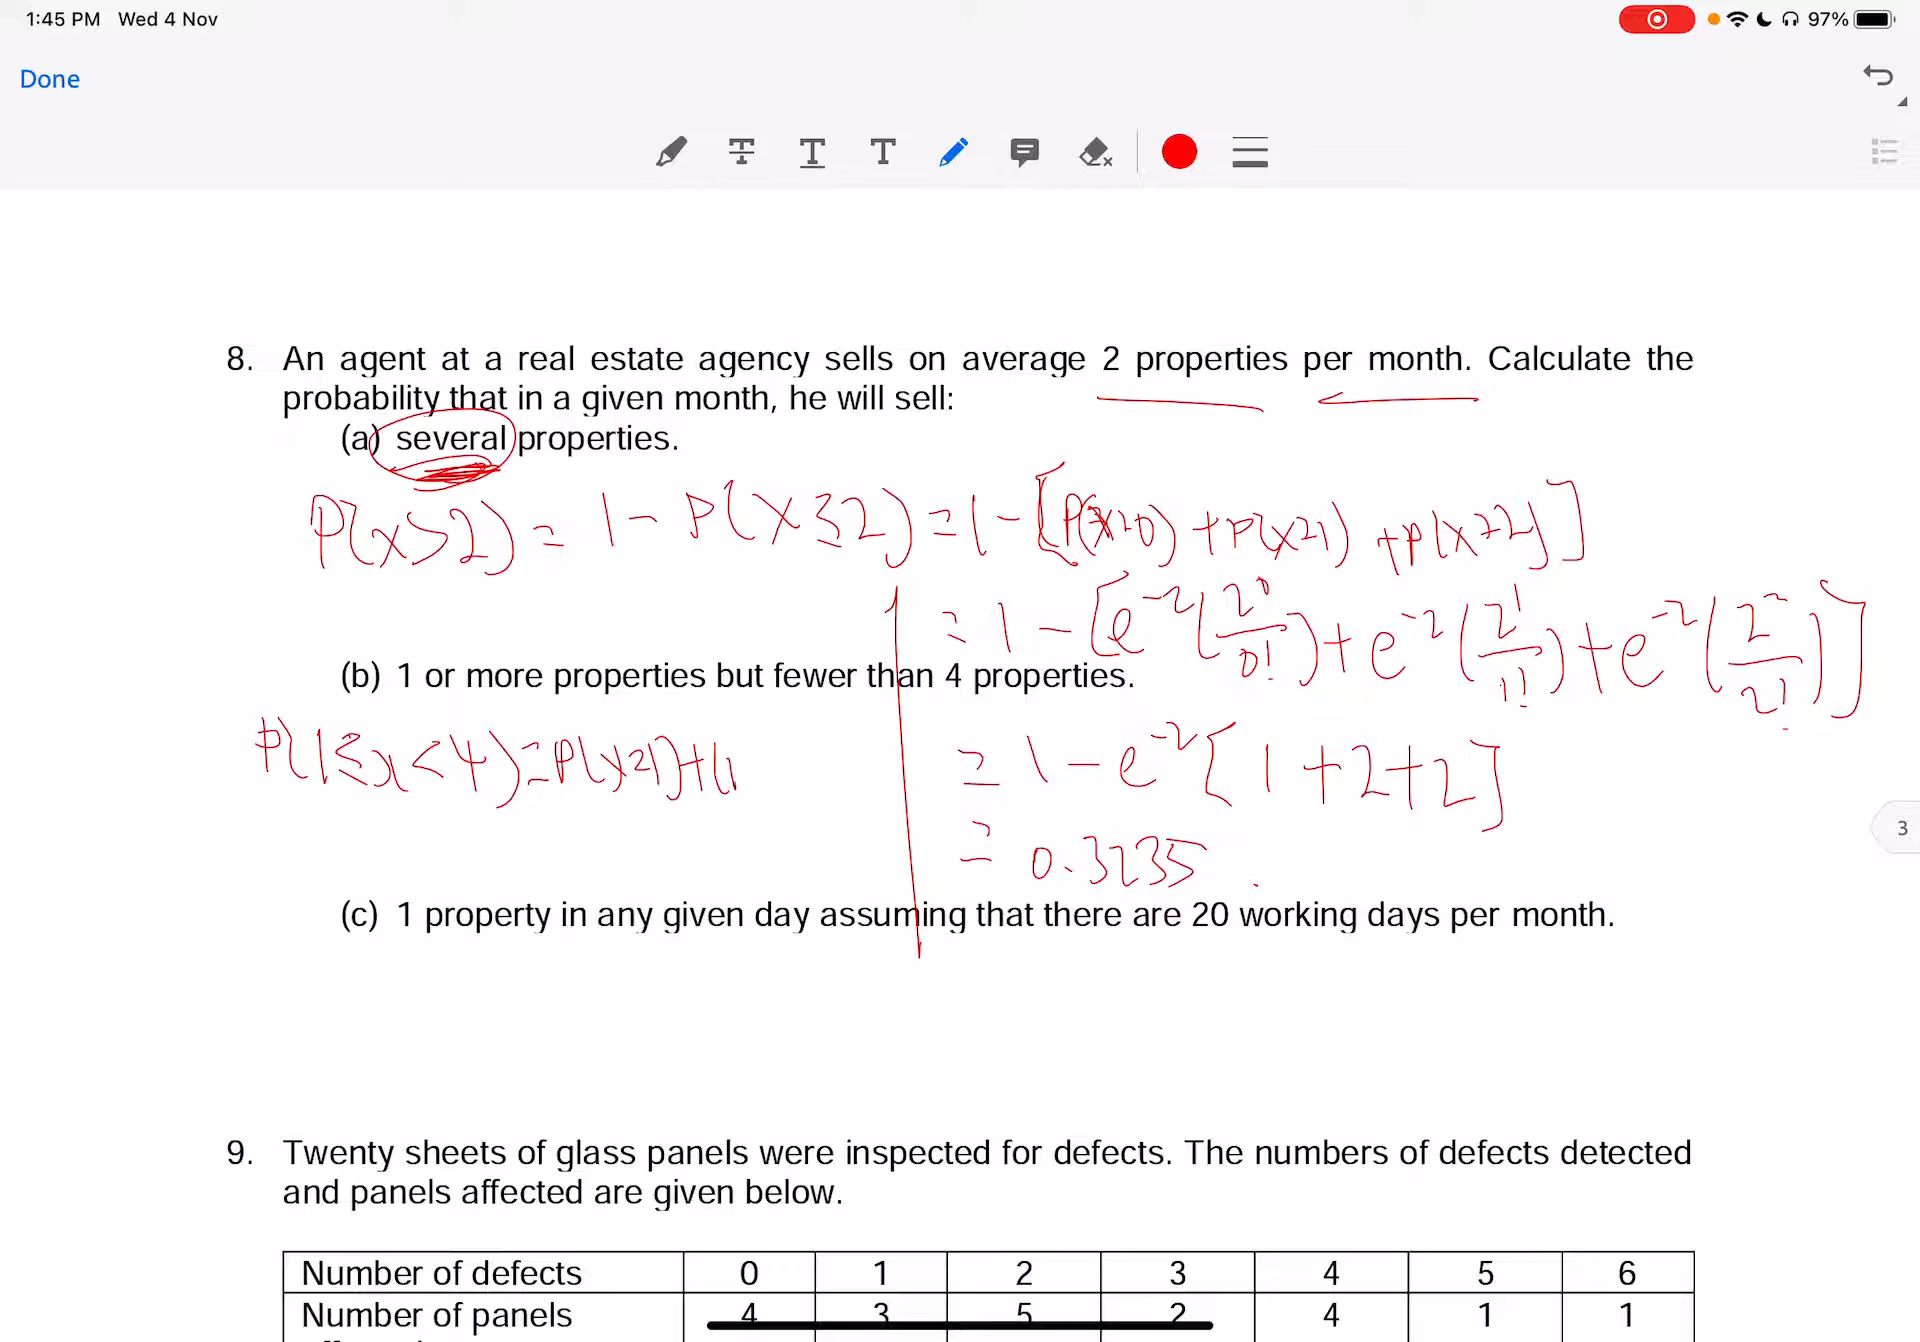 1:45 PM Wed 4 Nov
97%
Done
T T T
8. An agent at a real estate agency sells on average 2 properties per month. Calculate the
probability that in a given month, he will sell:
(a) several properties.
P(x>2) = 1 - P(X≤2) = 1 - [P(X=0) + P(X=1) + P(X=2)]
= 1 - [e^-2 (2^0/0!) + e^-2 (2^1/1!) + e^-2 (2^2/2!)]
(b) 1 or more properties but fewer than 4 properties.
P(1≤x<4) = P(X=1) +
= 1 - e^-2 [1+2+2]
= 0.3235
3
(c) 1 property in any given day assuming that there are 20 working days per month.
9. Twenty sheets of glass panels were inspected for defects. The numbers of defects detected
and panels affected are given below.
Number of defects 0 1 2 3 4 5 6
Number of panels 4 3 5 2 4 1 1